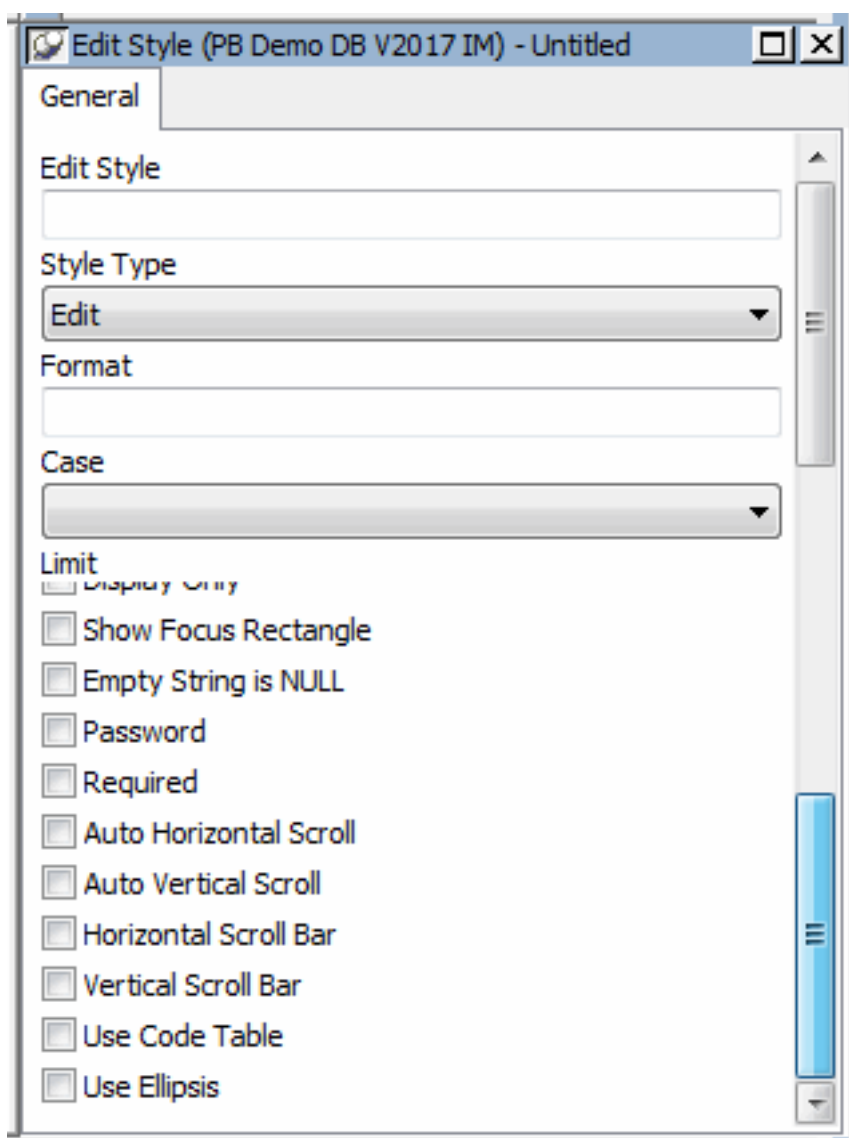 Edit Style (PB Demo DB V2017 IM) - Untitled
General
Edit Style
Style Type
Edit
Format
Case
Limit
Display Only
Show Focus Rectangle
Empty String is NULL
Password
Required
Auto Horizontal Scroll
Auto Vertical Scroll
Horizontal Scroll Bar
Vertical Scroll Bar
Use Code Table
Use Ellipsis